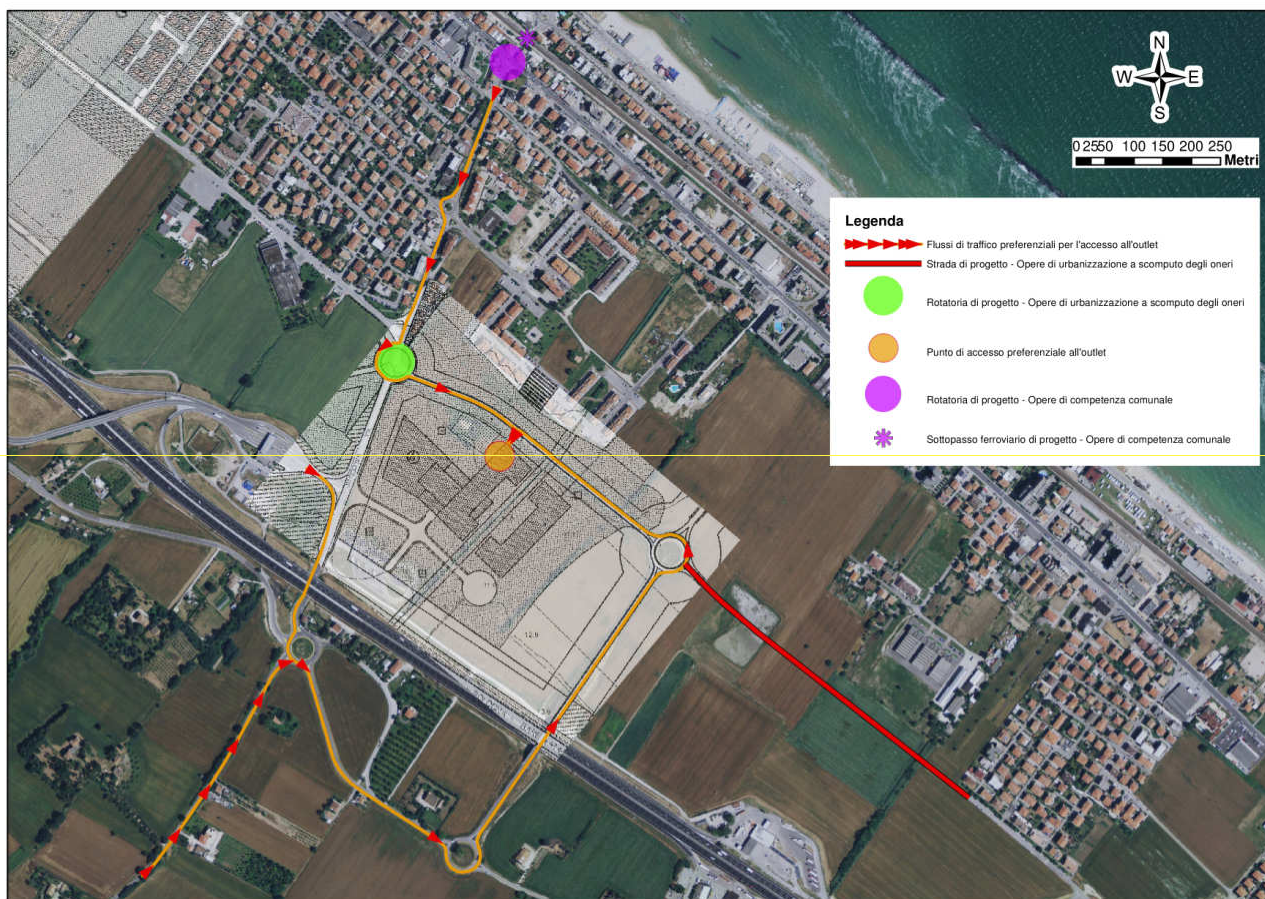 N
W E
S
0 25 50 100 150 200 250
Metri
Legenda
Flussi di traffico preferenziali per l'accesso all'outlet
Strada di progetto - Opere di urbanizzazione a scomputo degli oneri
Rotatoria di progetto - Opere di urbanizzazione a scomputo degli oneri
Punto di accesso preferenziale all'outlet
Rotatoria di progetto - Opere di competenza comunale
Sottopasso ferroviario di progetto - Opere di competenza comunale
12.9